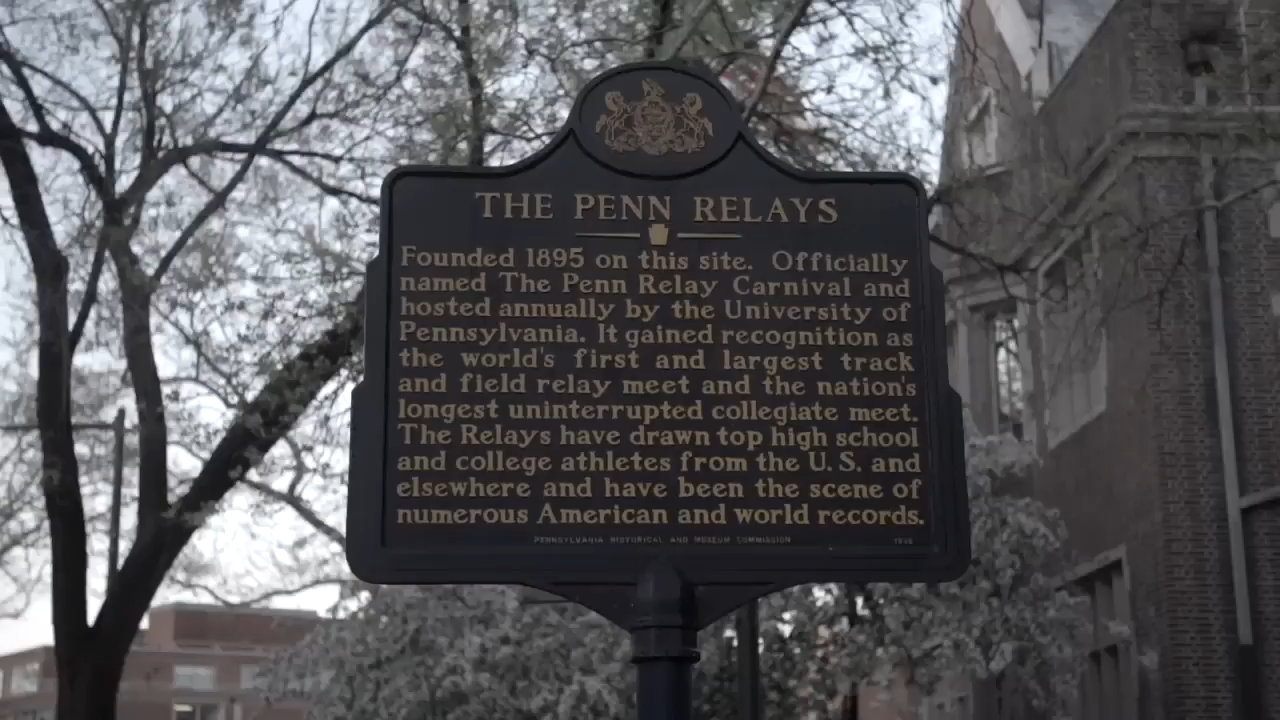 THE PENN RELAYS
Founded 1895 on this site. Officially
named The Penn Relay Carnival and
hosted annually by the University of
Pennsylvania. It gained recognition as
the world's first and largest track
and field relay meet and the nation's
longest uninterrupted collegiate meet.
The Relays have drawn top high school
and college athletes from the U. S. and
elsewhere and have been the scene of
numerous American and world records.
PENNSYLVANIA HISTORICAL AND MUSEUM COMMISSION